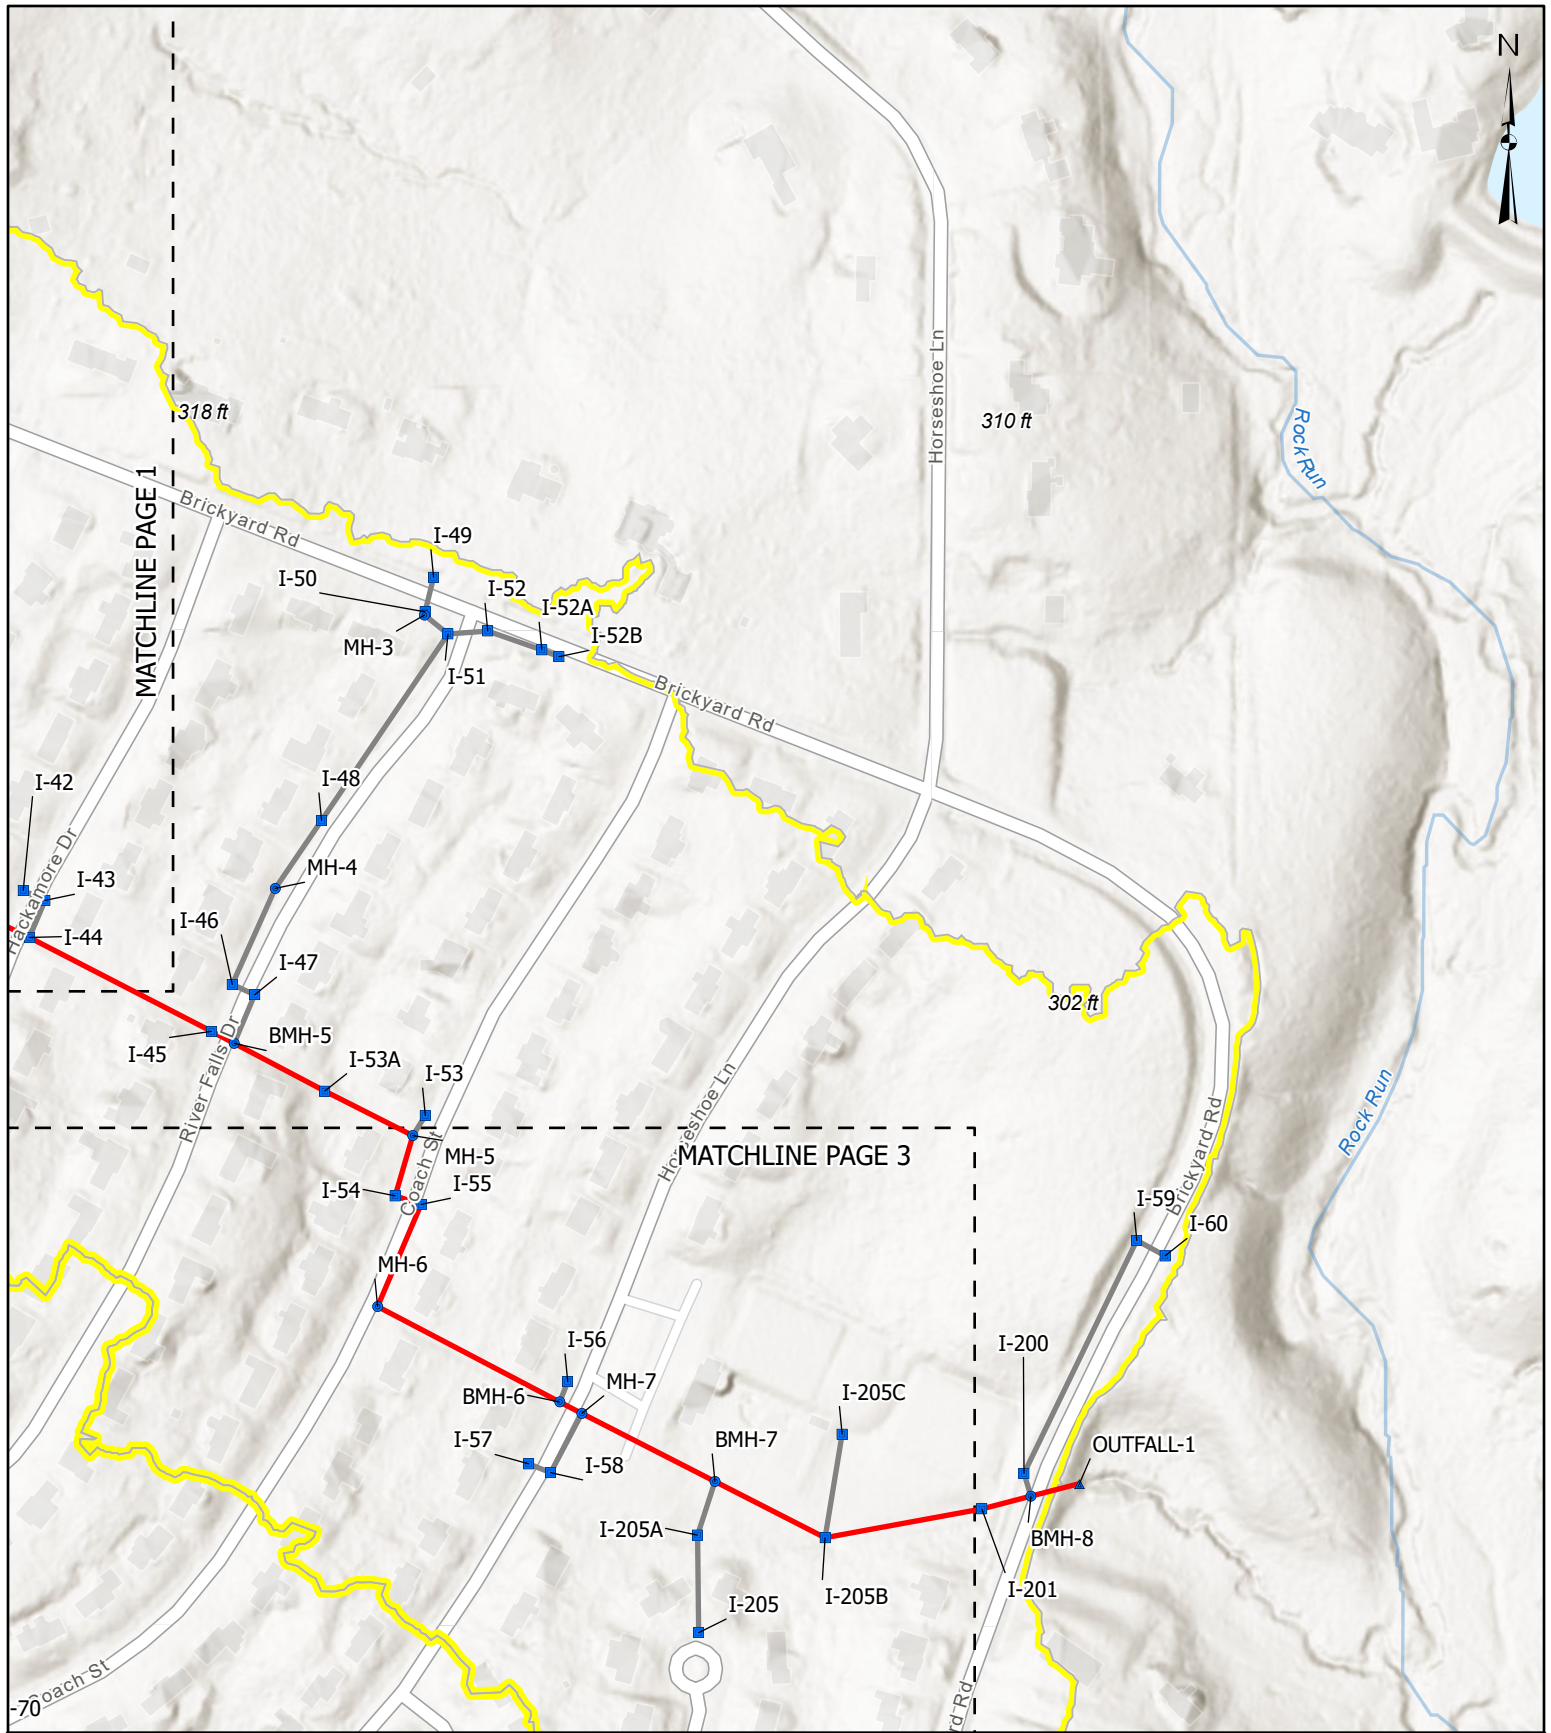 N
318 ft
Horseshoe Ln
310 ft
Rock Run
MATCHLINE PAGE 1
Brickyard Rd
I-49
I-50
I-52
I-52A
I-52B
MH-3
I-51
Brickyard Rd
I-42
I-48
MH-4
I-43
Hackamore Dr
I-46
I-44
I-47
302 ft
I-45
BMH-5
River Falls Dr
I-53A
I-53
Horseshoe Ln
Rock Run
Brickyard Rd
MH-5
MATCHLINE PAGE 3
Coach St
I-54
I-55
I-59
I-60
MH-6
I-56
I-200
BMH-6
MH-7
I-205C
I-57
I-58
BMH-7
OUTFALL-1
I-205A
BMH-8
I-201
I-205B
I-205
Coach St
-70
rd Rd